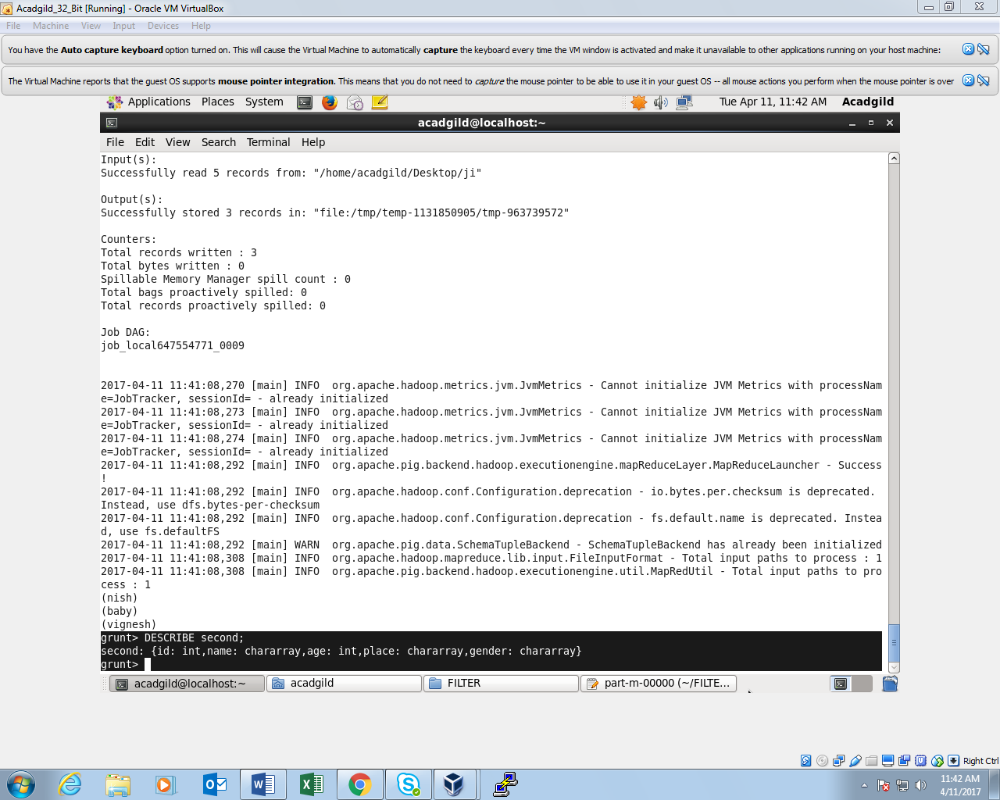 Acadgild_32_Bit [Running] - Oracle VM VirtualBox
File Machine View Input Devices Help
You have the Auto capture keyboard option turned on. This will cause the Virtual Machine to automatically capture the keyboard every time the VM window is activated and make it unavailable to other applications running on your host machine:
The Virtual Machine reports that the guest OS supports mouse pointer integration. This means that you do not need to capture the mouse pointer to be able to use it in your guest OS -- all mouse actions you perform when the mouse pointer is over
Applications Places System Tue Apr 11, 11:42 AM Acadgild
acadgild@localhost:~
File Edit View Search Terminal Help
Input(s):
Successfully read 5 records from: "/home/acadgild/Desktop/ji"
Output(s):
Successfully stored 3 records in: "file:/tmp/temp-1131850905/tmp-963739572"
Counters:
Total records written : 3
Total bytes written : 0
Spillable Memory Manager spill count : 0
Total bags proactively spilled: 0
Total records proactively spilled: 0
Job DAG:
job_local647554771_0009
2017-04-11 11:41:08,270 [main] INFO  org.apache.hadoop.metrics.jvm.JvmMetrics - Cannot initialize JVM Metrics with processNam
e=JobTracker, sessionId= - already initialized
2017-04-11 11:41:08,273 [main] INFO  org.apache.hadoop.metrics.jvm.JvmMetrics - Cannot initialize JVM Metrics with processNam
e=JobTracker, sessionId= - already initialized
2017-04-11 11:41:08,274 [main] INFO  org.apache.hadoop.metrics.jvm.JvmMetrics - Cannot initialize JVM Metrics with processNam
e=JobTracker, sessionId= - already initialized
2017-04-11 11:41:08,292 [main] INFO  org.apache.pig.backend.hadoop.executionengine.mapReduceLayer.MapReduceLauncher - Success
!
2017-04-11 11:41:08,292 [main] INFO  org.apache.hadoop.conf.Configuration.deprecation - io.bytes.per.checksum is deprecated.
Instead, use dfs.bytes-per-checksum
2017-04-11 11:41:08,292 [main] INFO  org.apache.hadoop.conf.Configuration.deprecation - fs.default.name is deprecated. Instea
d, use fs.defaultFS
2017-04-11 11:41:08,292 [main] WARN  org.apache.pig.data.SchemaTupleBackend - SchemaTupleBackend has already been initialized
2017-04-11 11:41:08,308 [main] INFO  org.apache.hadoop.mapreduce.lib.input.FileInputFormat - Total input paths to process : 1
2017-04-11 11:41:08,308 [main] INFO  org.apache.pig.backend.hadoop.executionengine.util.MapRedUtil - Total input paths to pro
cess : 1
(nish)
(baby)
(vignesh)
grunt> DESCRIBE second;
second: {id: int,name: chararray,age: int,place: chararray,gender: chararray}
grunt>
acadgild@localhost:~ acadgild FILTER part-m-00000 (~/FILTE...
Right Ctrl
11:42 AM
4/11/2017